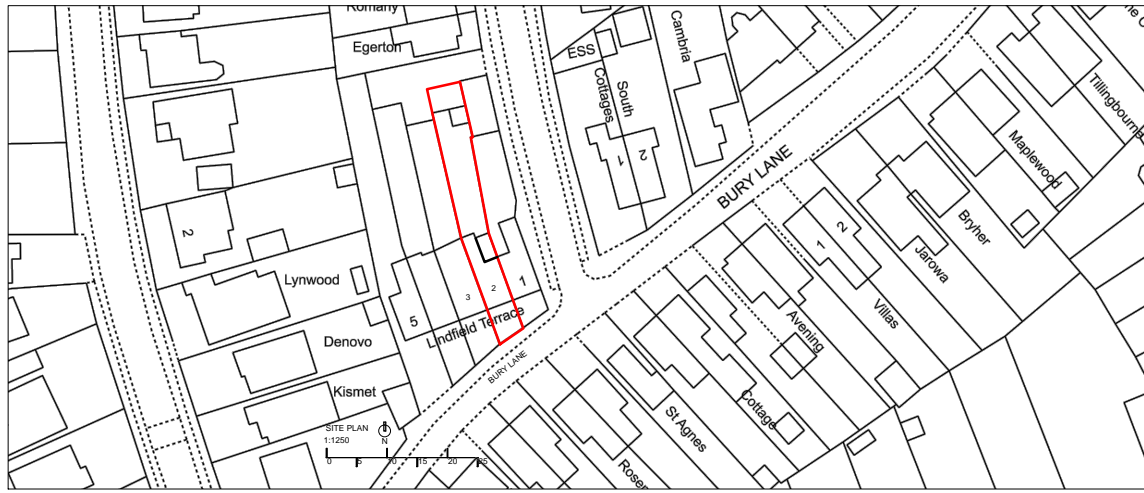 Romany
Egerton
ESS
South
Cottages
1
2
Cambria
Tillingbourne
Maplewood
BURY LANE
Bryher
Jarowa
1
2
Villas
Avening
Cottage
St Agnes
2
Lynwood
Denovo
Kismet
5
3
2
1
Lindfield Terrace
BURY LANE
SITE PLAN
1:1250
N
0 5 10 15 20 25